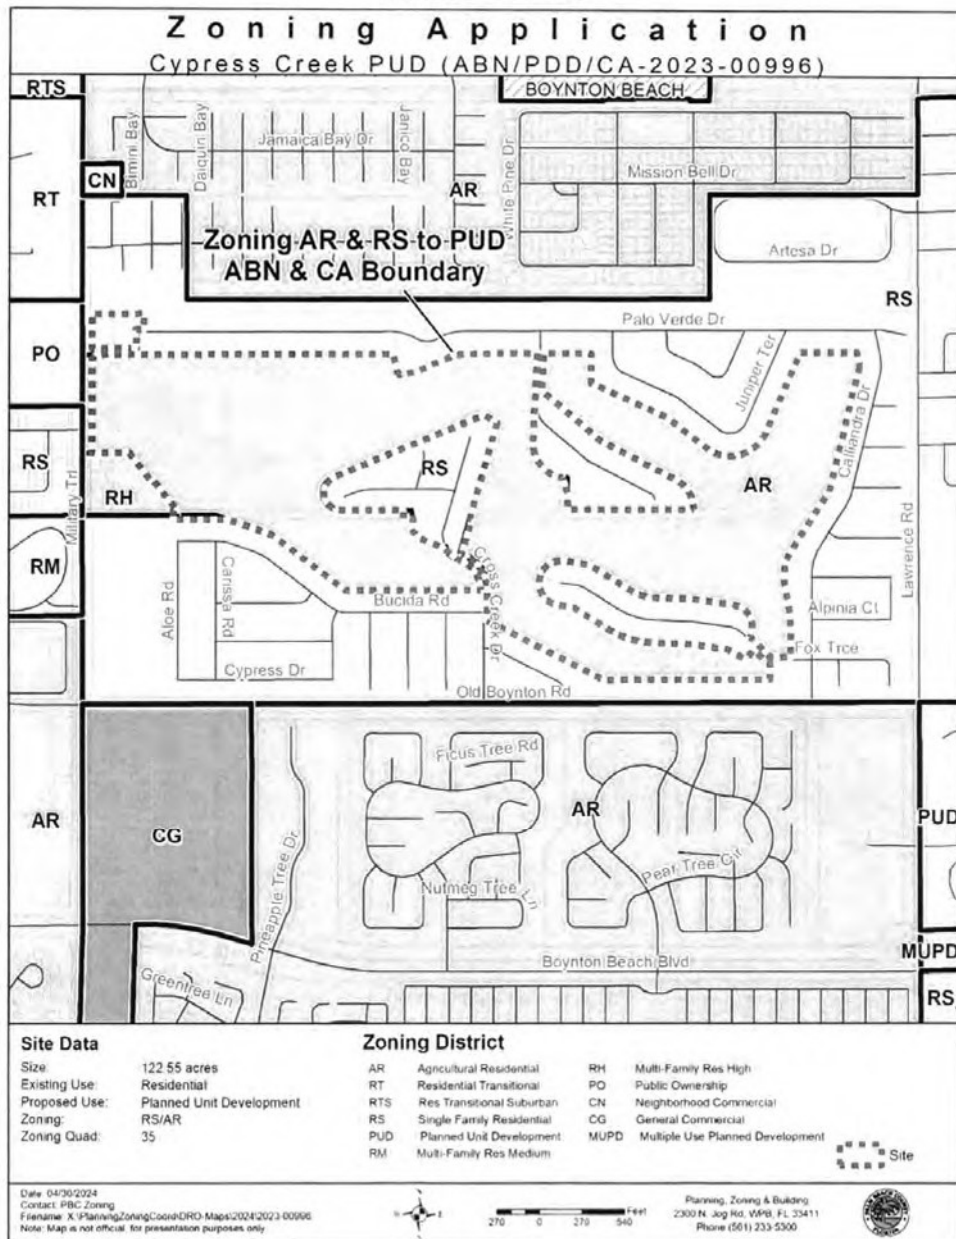 Zoning Application
Cypress Creek PUD (ABN/PDD/CA-2023-00996)
RTS
BOYNTON BEACH
Bimini Bay
Daiquiri Bay
Jamaica Bay Dr
Janico Bay
White Pine Dr
Mission Bell Dr
CN
RT
AR
Zoning AR & RS to PUD
ABN & CA Boundary
Artesa Dr
RS
Palo Verde Dr
PO
Juniper Ter
Calliandra Dr
RS
RS
AR
RH
Military Trl
Lawrence Rd
RM
Aloe Rd
Carissa Rd
Bucida Rd
Cross Creek Dr
Alpinia Ct
Cypress Dr
Fox Trce
Old Boynton Rd
Ficus Tree Rd
AR
CG
AR
PUD
Pineapple Tree Dr
Nutmeg Tree Ln
Pear Tree Cir
Boynton Beach Blvd
MUPD
Greentree Ln
RS
Site Data
Size: 122.55 acres
Existing Use: Residential
Proposed Use: Planned Unit Development
Zoning: RS/AR
Zoning Quad: 35
Zoning District
AR Agricultural Residential
RT Residential Transitional
RTS Res Transitional Suburban
RS Single Family Residential
PUD Planned Unit Development
RM Multi-Family Res Medium
RH Multi-Family Res High
PO Public Ownership
CN Neighborhood Commercial
CG General Commercial
MUPD Multiple Use Planned Development
Site
Date: 04/30/2024
Contact: PBC Zoning
Filename: X:\PlanningZoningCoord\DRO-Maps\2024\2023-00996
Note: Map is not official, for presentation purposes only.
270 0 270 540 Feet
Planning, Zoning & Building
2300 N. Jog Rd, WPB, FL 33411
Phone (561) 233-5300